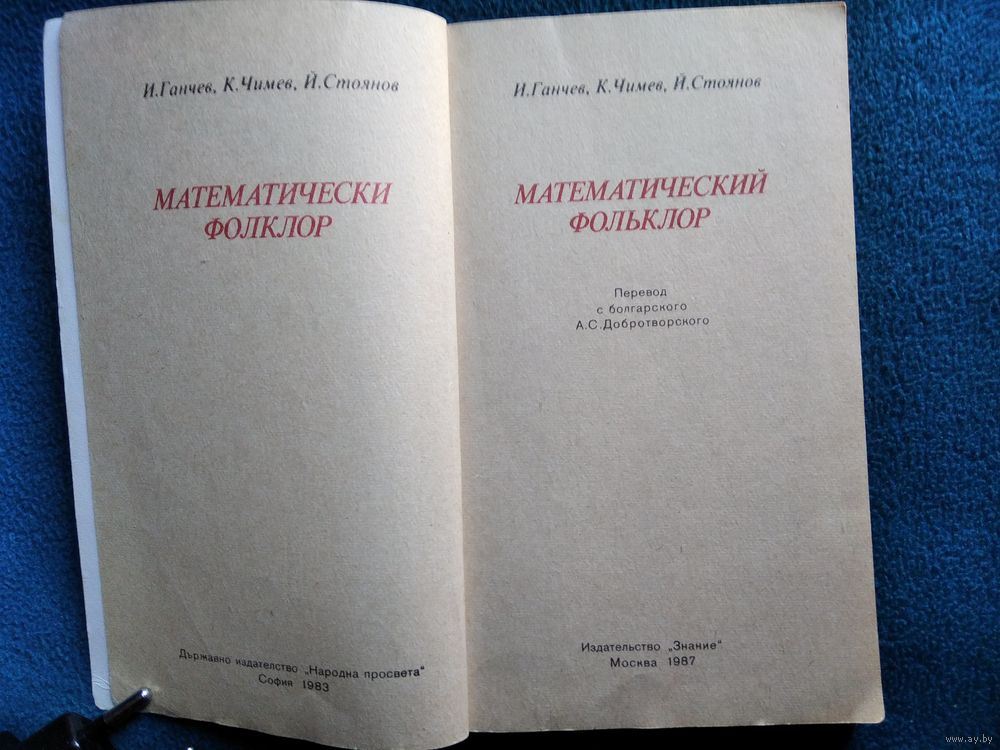 И.Ганчев, К.Чимев, Й.Стоянов
МАТЕМАТИЧЕСКИ
ФОЛКЛОР
Държавно издателство „Народна просвета“
София 1983
И.Ганчев, К.Чимев, Й.Стоянов
МАТЕМАТИЧЕСКИЙ
ФОЛЬКЛОР
Перевод
с болгарского
А.С.Добротворского
Издательство „Знание“
Москва 1987
www.ay.by